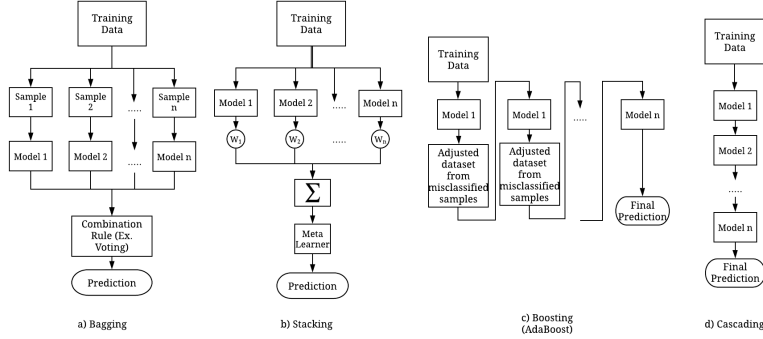 Training
Data
Sample
1
Sample
2
.....
Sample
n
Model 1
Model 2
.....
Model n
Combination
Rule (Ex.
Voting)
Prediction
a) Bagging
Training
Data
Model 1
Model 2
.....
Model n
W1
W2
.....
Wn
Σ
Meta
Learner
Prediction
b) Stacking
Training
Data
Model 1
Adjusted
dataset
from
misclassified
samples
Model 1
Adjusted
dataset
from
misclassified
samples
.....
Model n
Final
Prediction
c) Boosting
(AdaBoost)
Training
Data
Model 1
Model 2
.....
Model n
Final
Prediction
d) Cascading